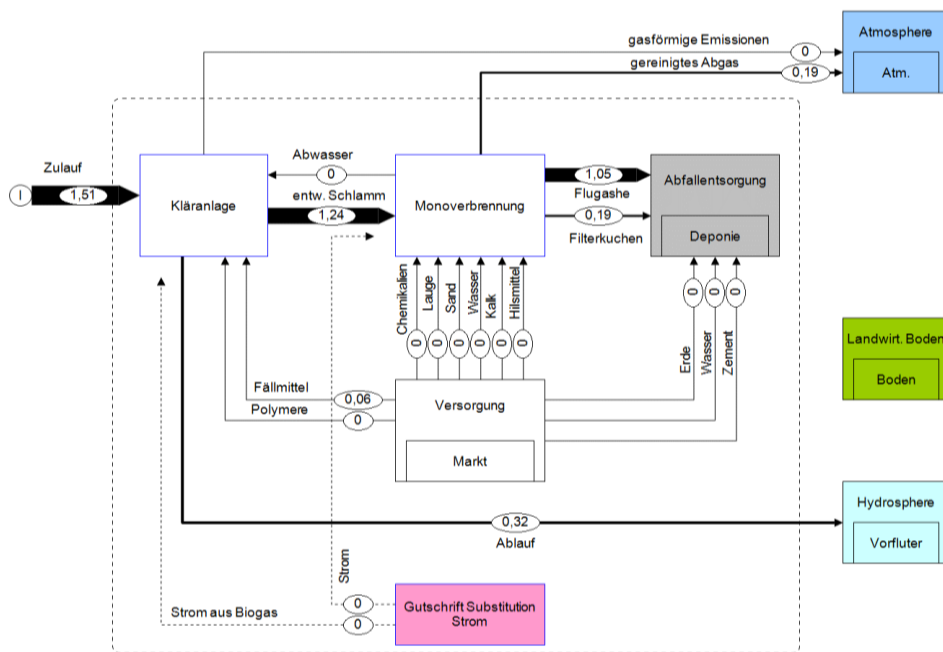 Atmosphere
gasförmige Emissionen
0
gereinigtes Abgas
0,19
Atm.
Zulauf
I
1,51
Kläranlage
Abwasser
0
entw. Schlamm
1,24
Monoverbrennung
1,05
Flugashe
0,19
Filterkuchen
Abfallentsorgung
Deponie
Chemikalien
Lauge
Sand
Wasser
Kalk
Hilsmittel
0
0
0
0
0
0
0
0
0
Erde
Wasser
Zement
Landwirt. Boden
Boden
Fällmittel
0,06
Polymere
0
Versorgung
Markt
Hydrosphere
Vorfluter
0,32
Ablauf
Strom
Strom aus Biogas
0
0
Gutschrift Substitution
Strom